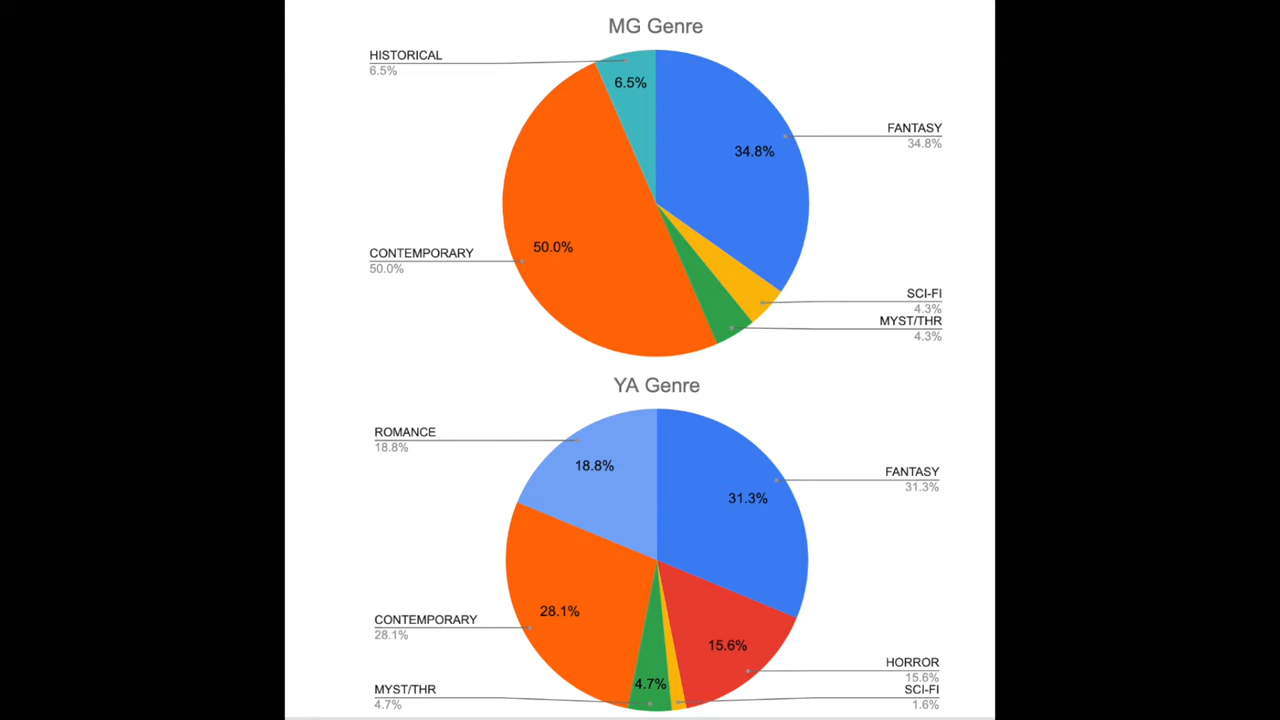 MG Genre
HISTORICAL
6.5%
6.5%
FANTASY
34.8%
34.8%
CONTEMPORARY
50.0%
50.0%
SCI-FI
4.3%
MYST/THR
4.3%
YA Genre
ROMANCE
18.8%
18.8%
FANTASY
31.3%
31.3%
CONTEMPORARY
28.1%
28.1%
15.6%
HORROR
15.6%
MYST/THR
4.7%
4.7%
SCI-FI
1.6%